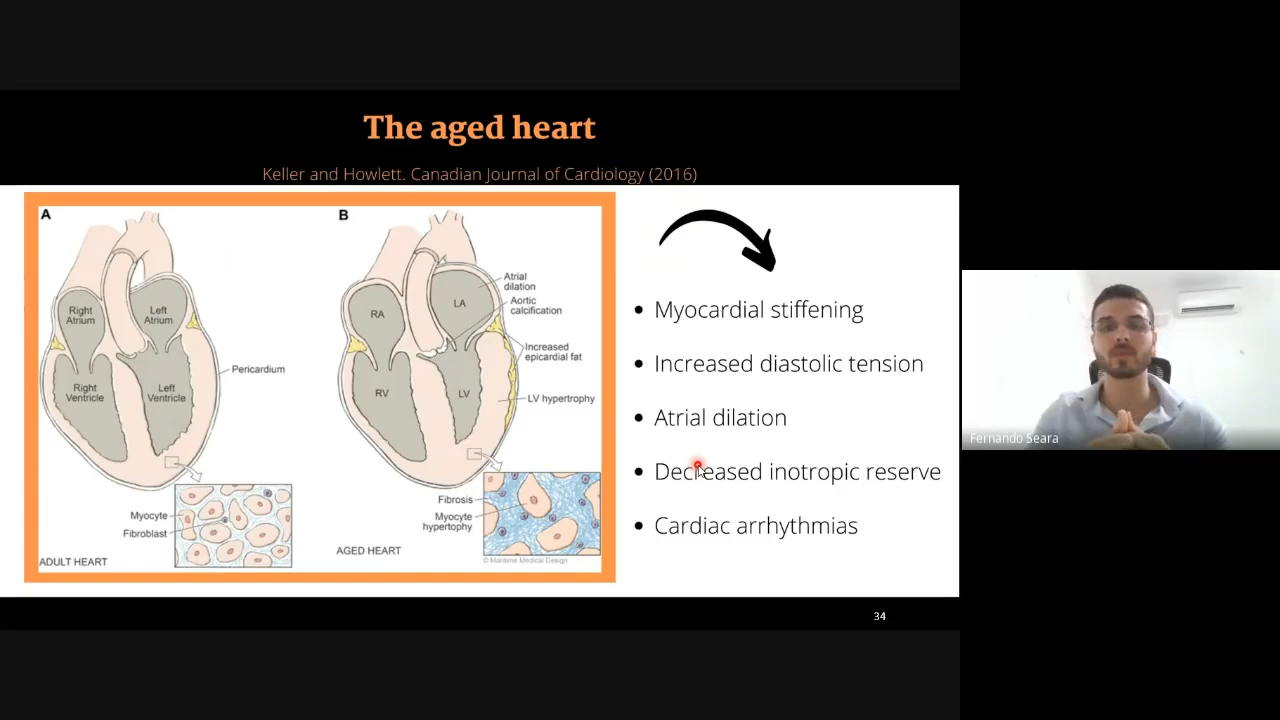 The aged heart
Keller and Howlett. Canadian Journal of Cardiology (2016)
A
Right
Atrium
Left
Atrium
Right
Ventricle
Left
Ventricle
Pericardium
Myocyte
Fibroblast
ADULT HEART
B
RA
LA
RV
LV
Atrial
dilation
Aortic
calcification
Increased
epicardial fat
LV hypertrophy
Fibrosis
Myocyte
hypertophy
AGED HEART
© Maritime Medical Design
• Myocardial stiffening
• Increased diastolic tension
• Atrial dilation
• Decreased inotropic reserve
• Cardiac arrhythmias
34
Fernando Seara